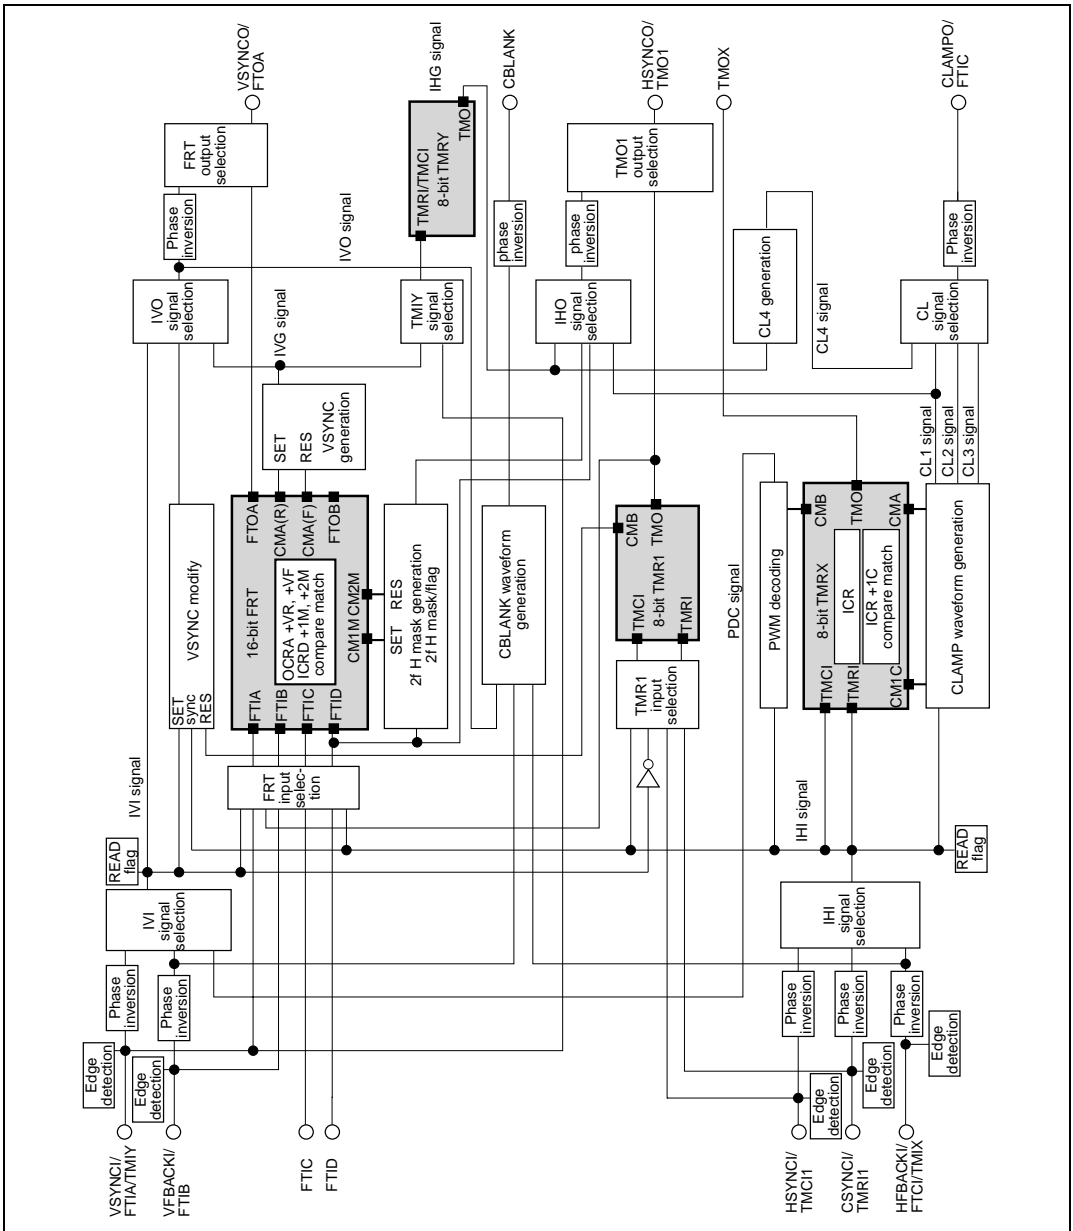 VSYNCI/
FTIA/TMIY
VFBACKI/
FTIB
FTIC
FTID
HSYNCI/
TMCI1
CSYNCI/
TMRI1
HFBACKI/
FTCI/TMIX
Edge
detection
Edge
detection
Edge
detection
Edge
detection
Edge
detection
Phase
inversion
Phase
inversion
Phase
inversion
Phase
inversion
Phase
inversion
IVI
signal
selection
IHI
signal
selection
READ
flag
READ
flag
IVI signal
IHI signal
FRT
input
selec-
tion
SET
sync
RES
VSYNC modify
FTIA
FTIB
FTIC
FTID
16-bit FRT
OCRA +VR, +VF
ICRD +1M, +2M
compare match
FTOA
CMA(R)
CMA(F)
FTOB
CM1M CM2M
SET RES
2f H mask generation
2f H mask/flag
CBLANK waveform
generation
TMR1
input
selection
TMCI
CMB
8-bit TMR1
TMO
TMRI
PDC signal
PWM decoding
TMCI
TMRI
CMB
8-bit TMRX
TMO
ICR
ICR +1C
compare match
CM1C
CMA
CLAMP waveform generation
SET
RES
VSYNC
generation
IVG signal
CL1 signal
CL2 signal
CL3 signal
IVO
signal
selection
TMIY
signal
selection
IHO
signal
selection
CL4 generation
CL4 signal
CL
signal
selection
IVO signal
Phase
inversion
phase
inversion
phase
inversion
Phase
inversion
FRT
output
selection
TMRI/TMCI
8-bit TMRY
TMO
IHG signal
TMO1
output
selection
VSYNCO/
FTOA
CBLANK
HSYNCO/
TMO1
TMOX
CLAMPO/
FTIC